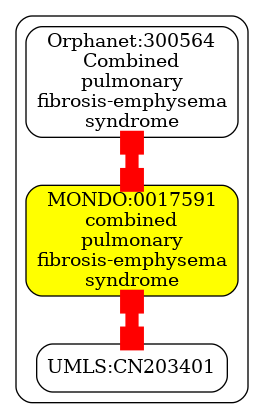 Orphanet:300564
Combined
pulmonary
fibrosis-emphysema
syndrome
MONDO:0017591
combined
pulmonary
fibrosis-emphysema
syndrome
UMLS:CN203401